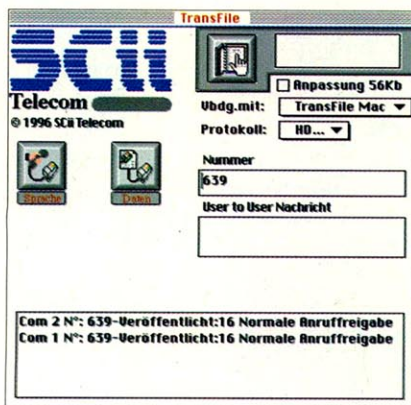 TransFile
SCii
Telecom
© 1996 SCii Telecom
Anpassung 56Kb
Vbdg.mit: TransFile Mac
Protokoll: HD...
Sprache
Daten
Nummer
639
User to User Nachricht
Com 2 N°: 639-Veröffentlicht:16 Normale Anruffreigabe
Com 1 N°: 639-Veröffentlicht:16 Normale Anruffreigabe